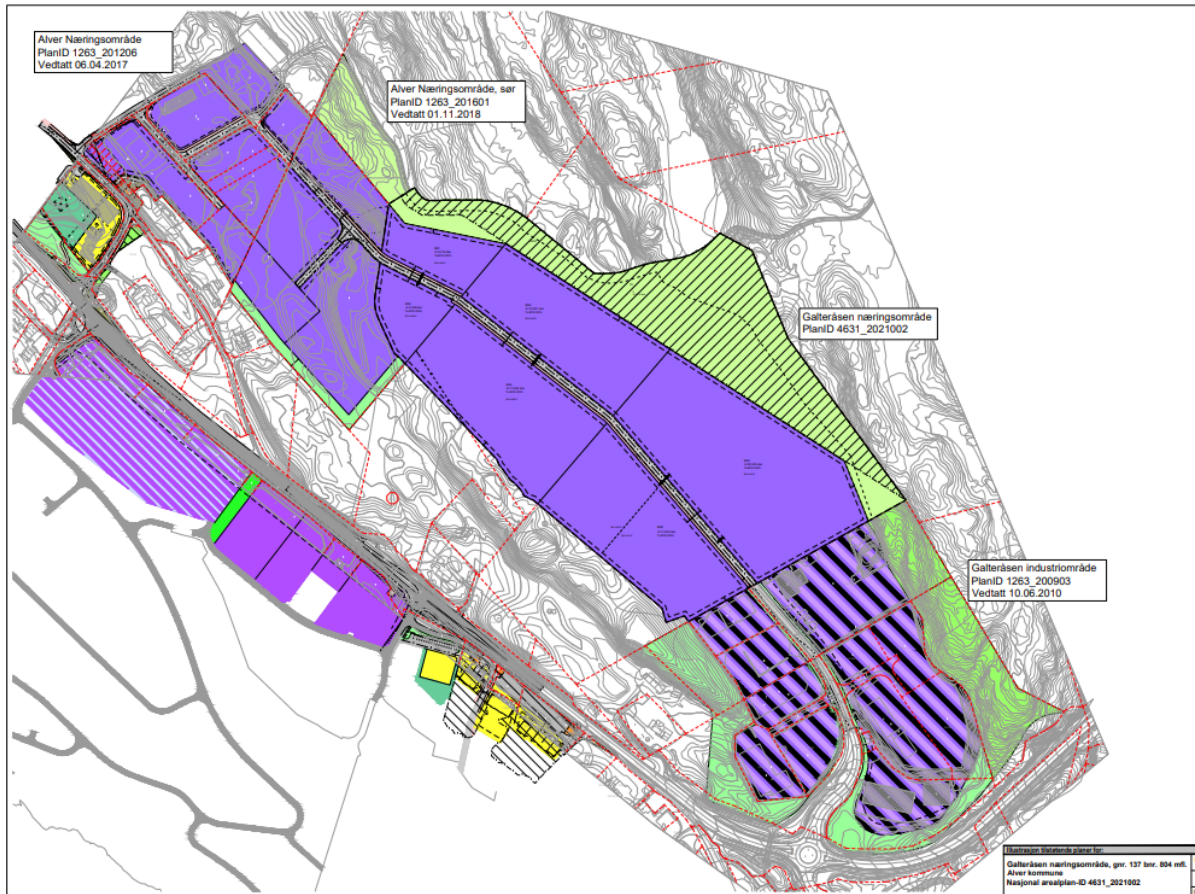 Alver Næringsområde
PlanID 1263_201206
Vedtatt 06.04.2017
Alver Næringsområde, sør
PlanID 1263_201601
Vedtatt 01.11.2018
Galteråsen næringsområde
PlanID 4631_2021002
Galteråsen industriområde
PlanID 1263_200903
Vedtatt 10.06.2010
Illustrasjon tilstøtende planer for:
Galteråsen næringsområde, gnr. 137 bnr. 804 mfl.
Alver kommune
Nasjonal arealplan-ID 4631_2021002